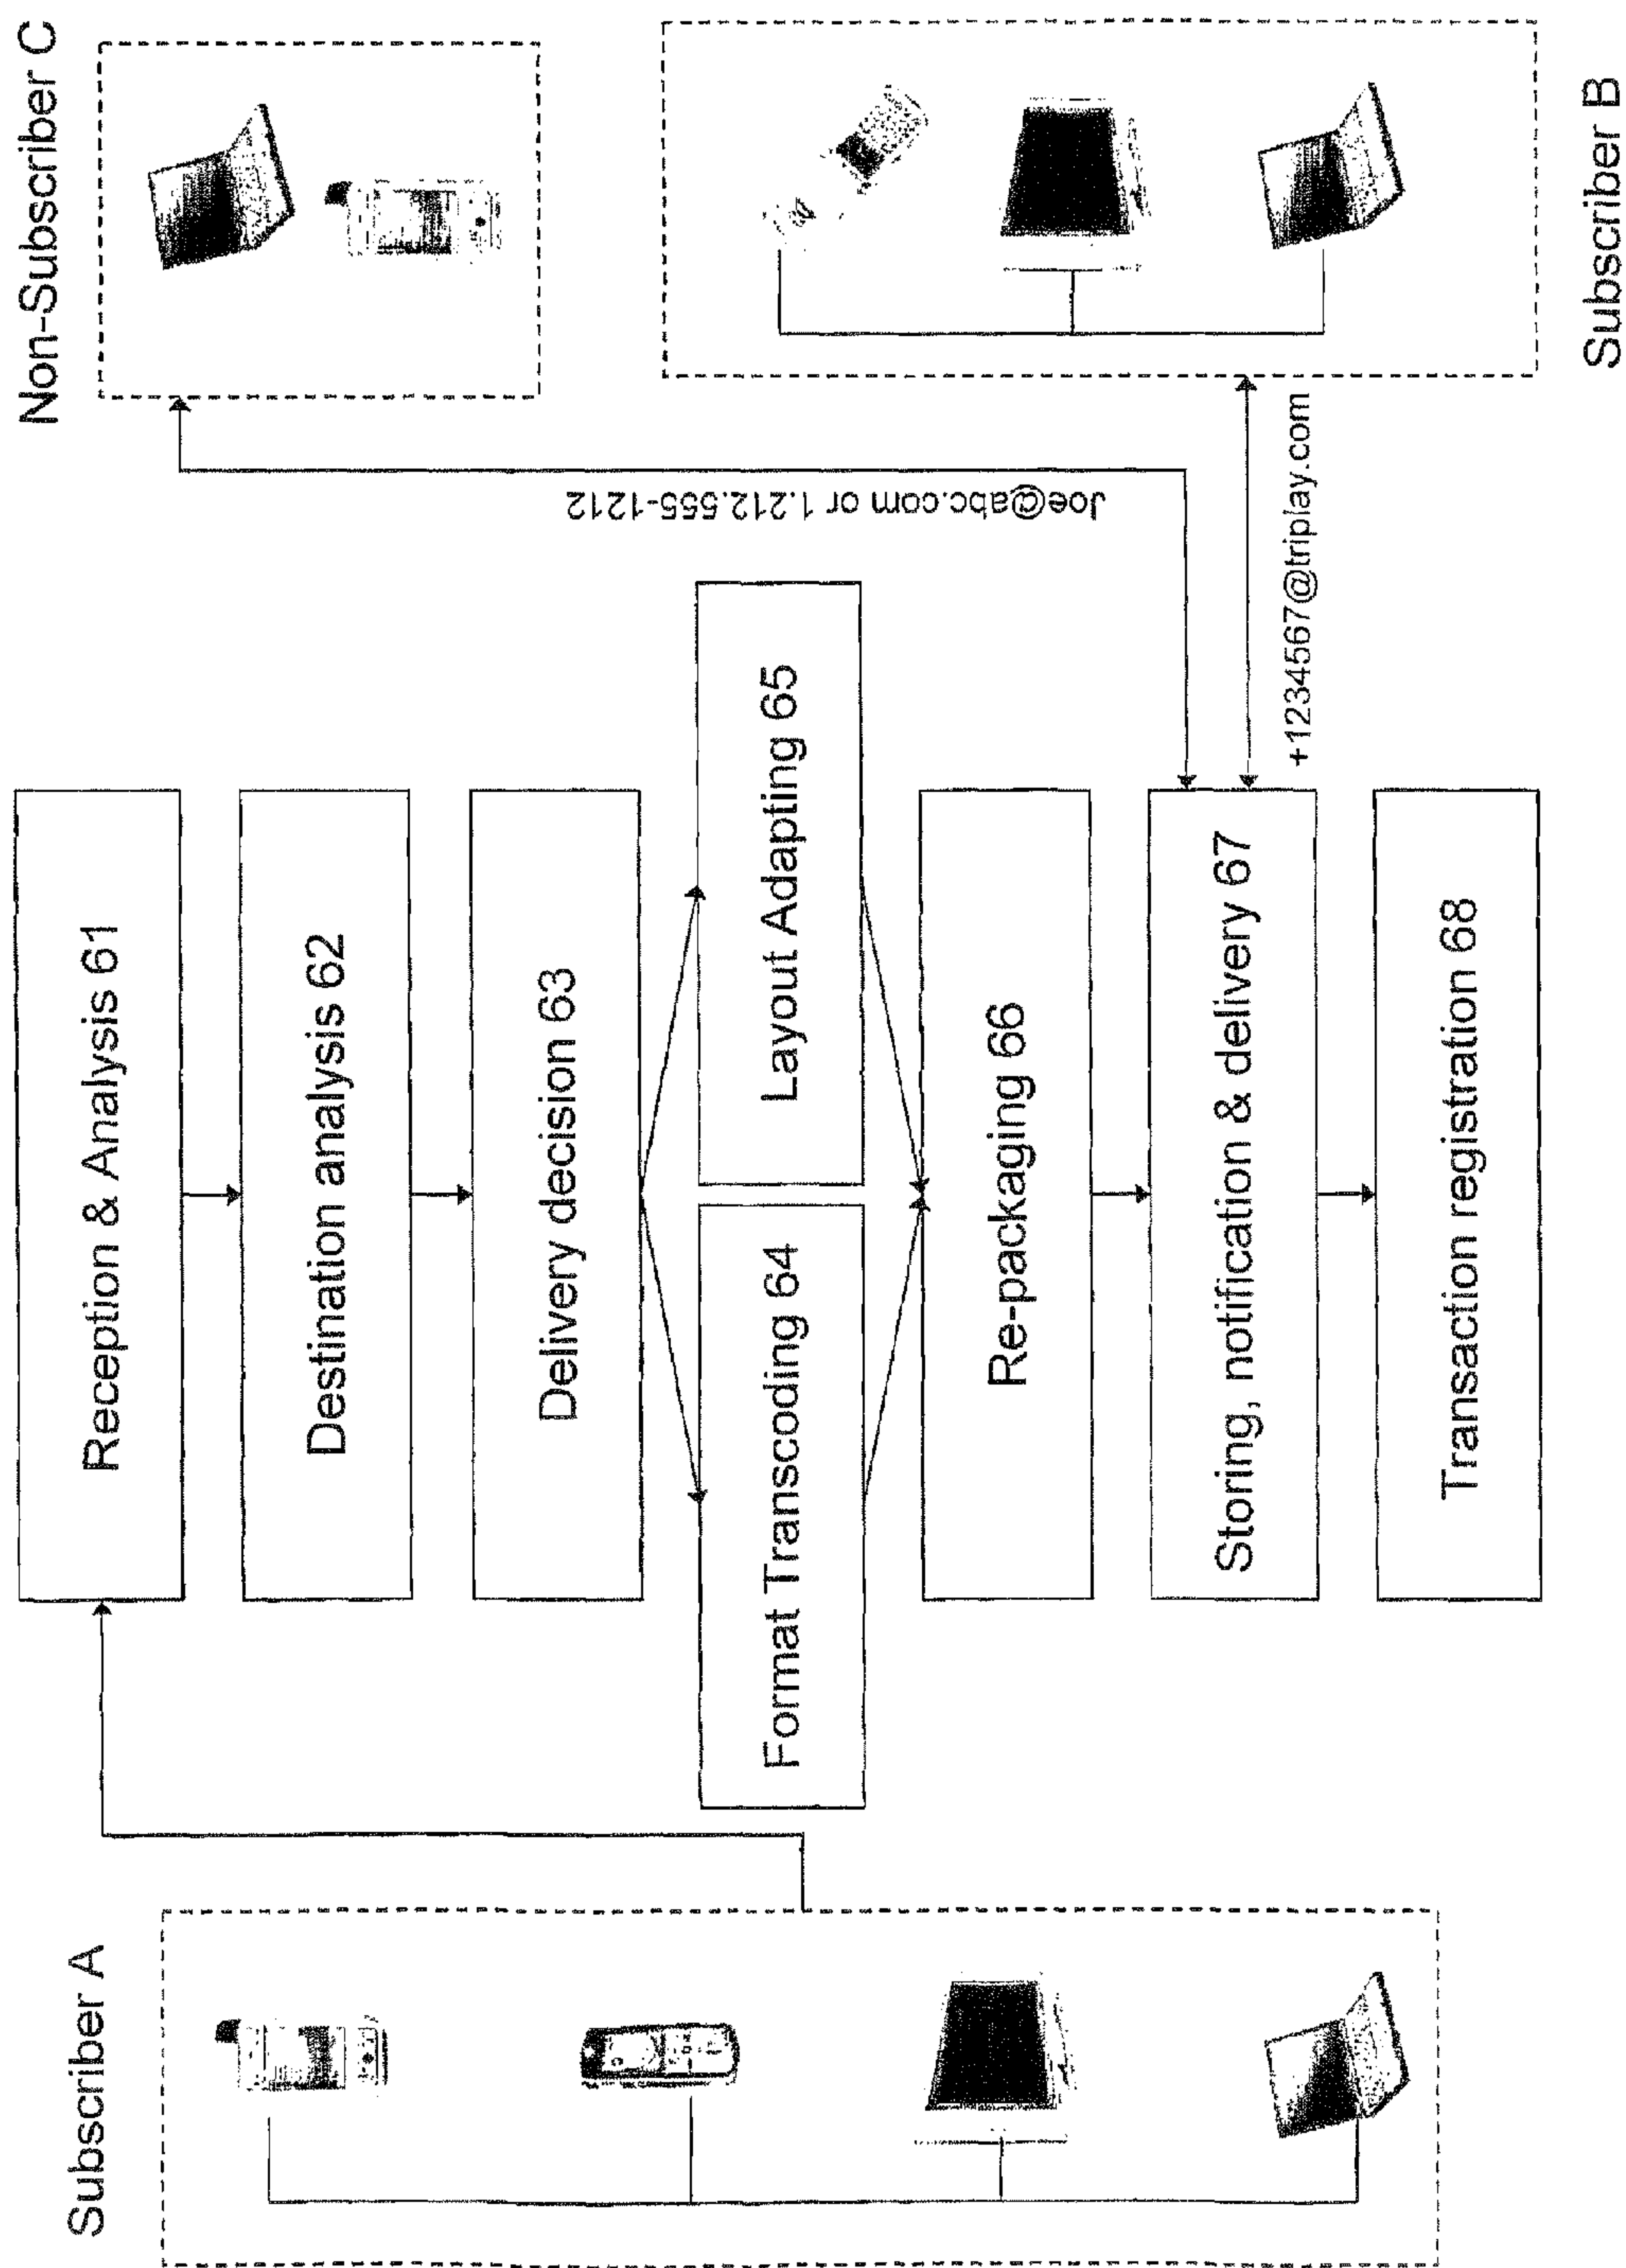 Subscriber A
Reception & Analysis 61
Destination analysis 62
Delivery decision 63
Format Transcoding 64
Layout Adapting 65
Re-packaging 66
Storing, notification & delivery 67
Transaction registration 68
Non-Subscriber C
Joe@abc.com or 1.212.555-1212
+1234567@triplay.com
Subscriber B